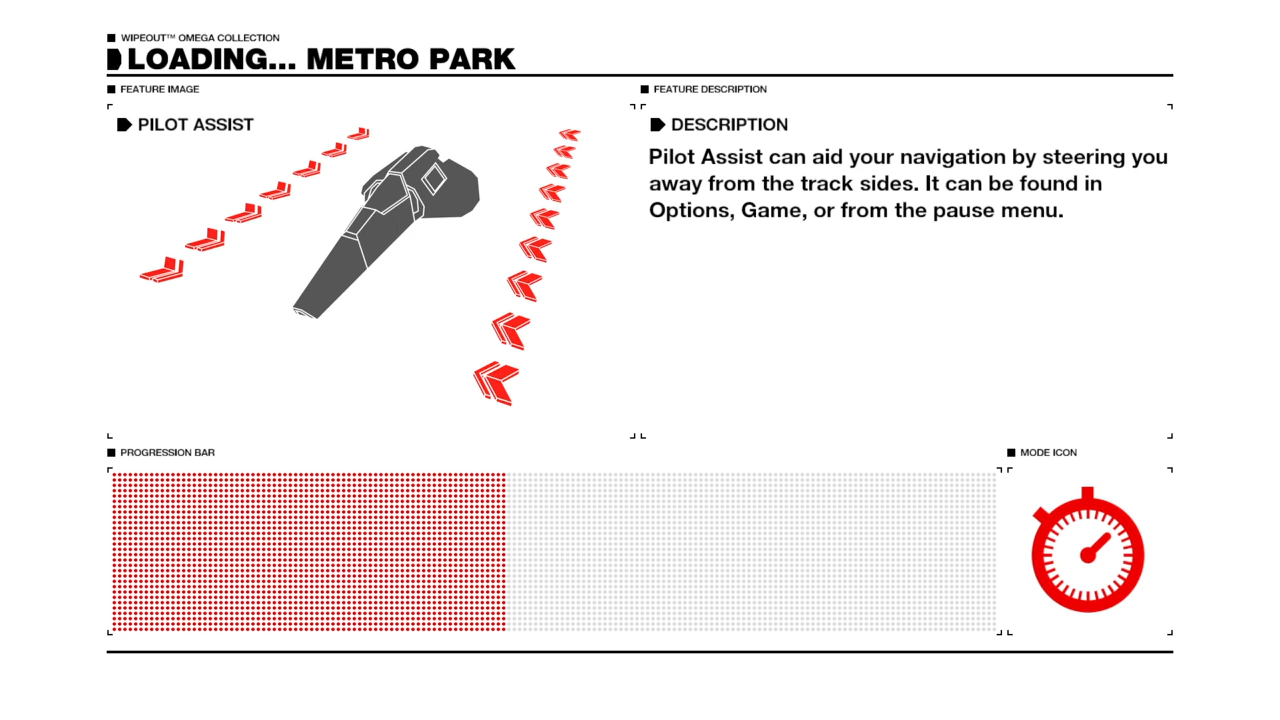 WIPEOUT™ OMEGA COLLECTION
LOADING... METRO PARK
FEATURE IMAGE
PILOT ASSIST
FEATURE DESCRIPTION
DESCRIPTION
Pilot Assist can aid your navigation by steering you
away from the track sides. It can be found in
Options, Game, or from the pause menu.
PROGRESSION BAR
MODE ICON